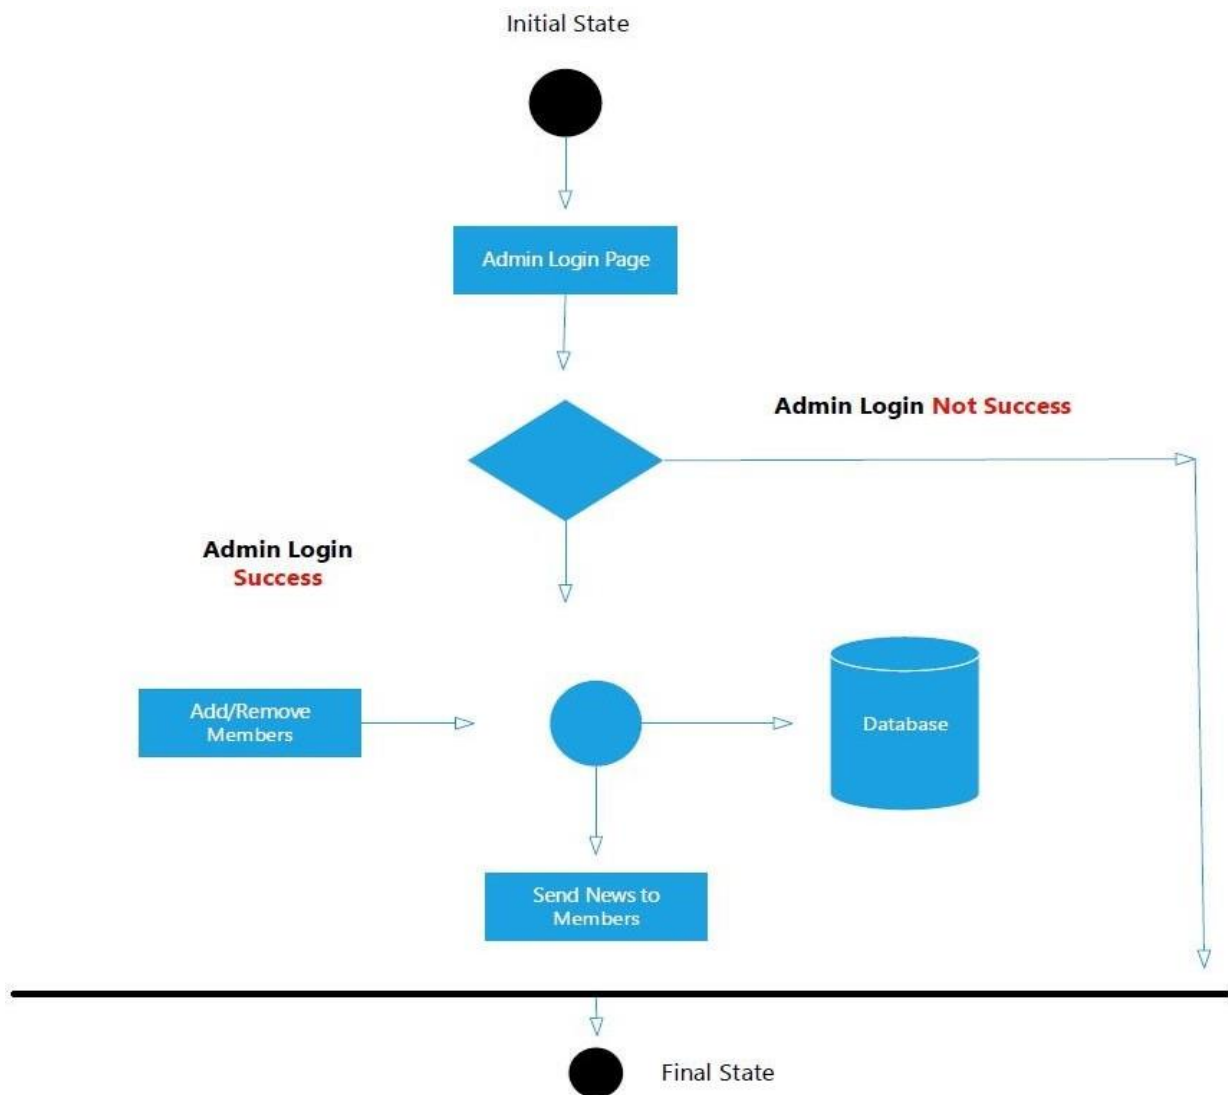 Initial State
Admin Login Page
Admin Login Not Success
Admin Login
Success
Add/Remove
Members
Database
Send News to
Members
Final State